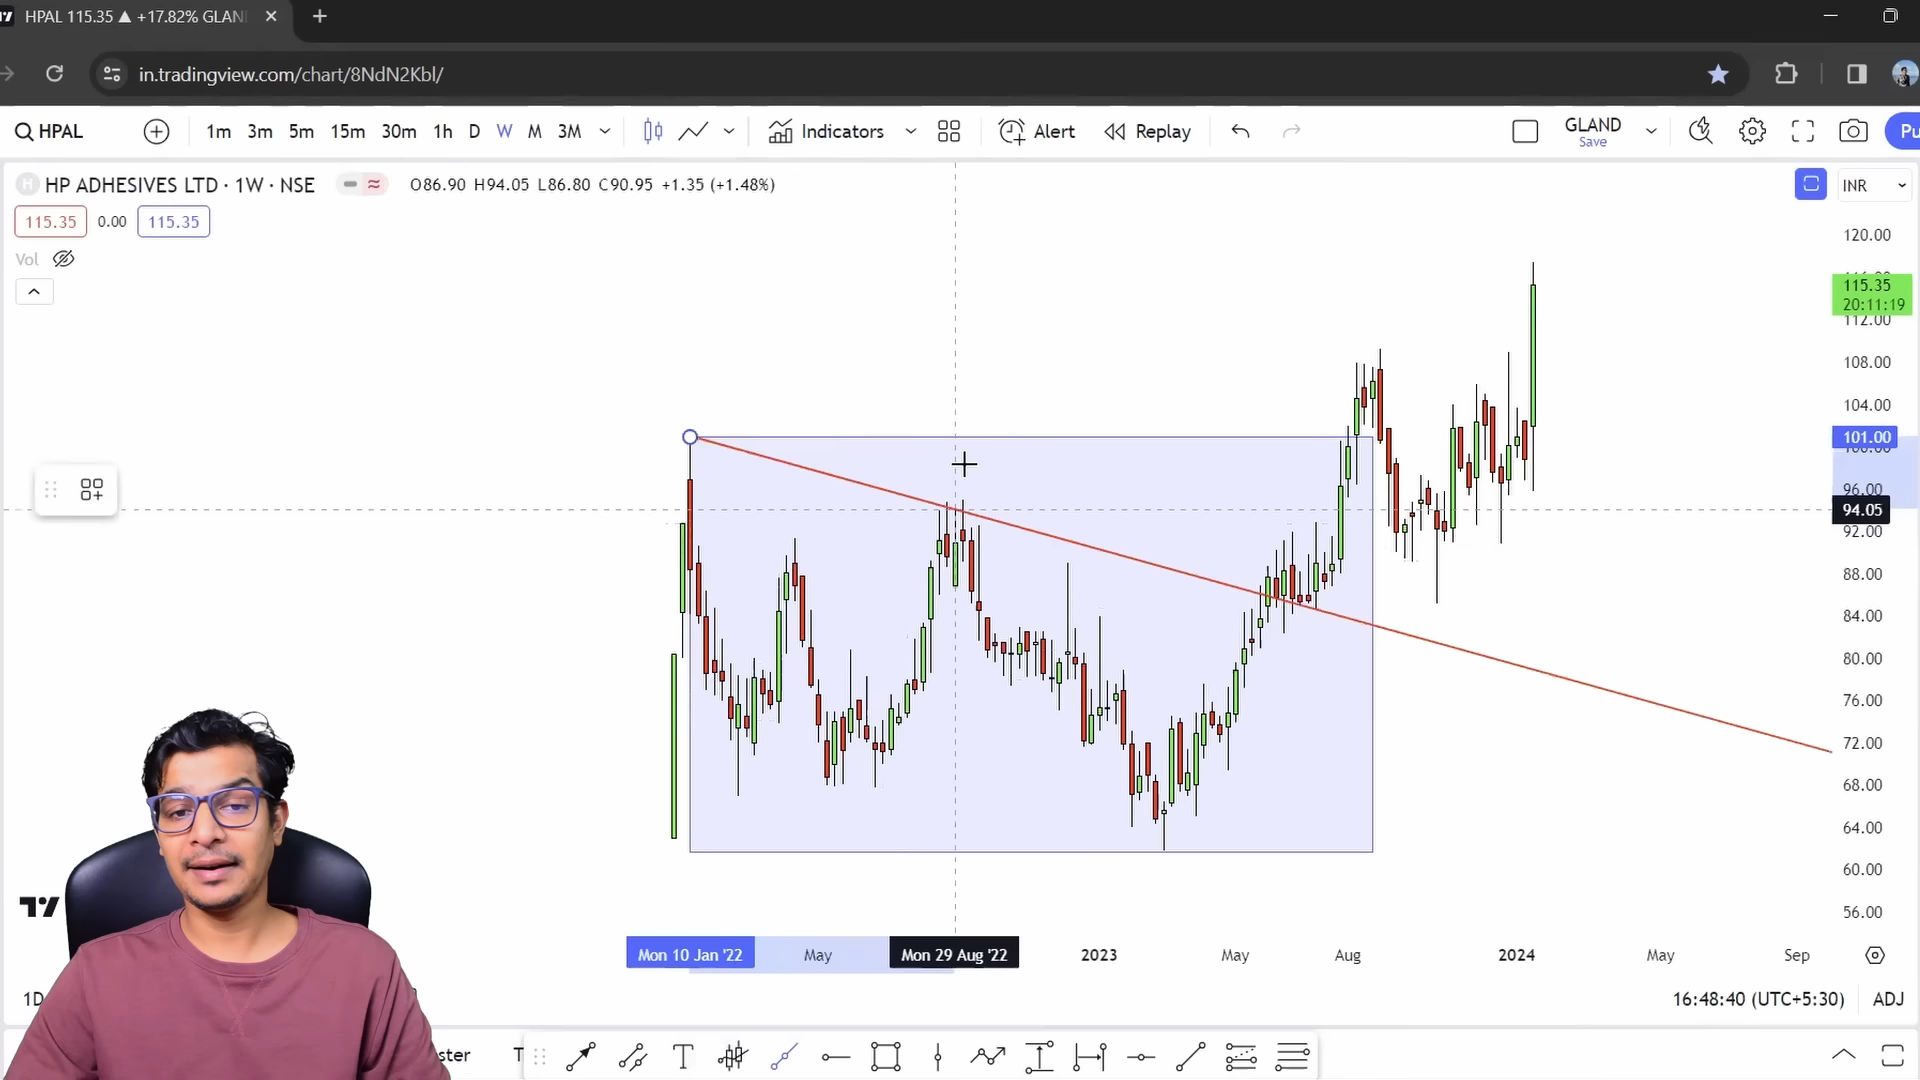 HPAL 115.35 ▲ +17.82% GLAN
in.tradingview.com/chart/8NdN2Kbl/
HPAL 1m 3m 5m 15m 30m 1h D W M 3M Indicators Alert Replay GLAND Save Pu
HP ADHESIVES LTD · 1W · NSE O86.90 H94.05 L86.80 C90.95 +1.35 (+1.48%) INR
115.35 0.00 115.35
Vol
120.00
115.35
20:11:19
112.00
108.00
104.00
101.00
100.00
96.00
94.05
92.00
88.00
84.00
80.00
76.00
72.00
68.00
64.00
60.00
56.00
Mon 10 Jan '22 May Mon 29 Aug '22 2023 May Aug 2024 May Sep
1D 16:48:40 (UTC+5:30) ADJ
ster T
T